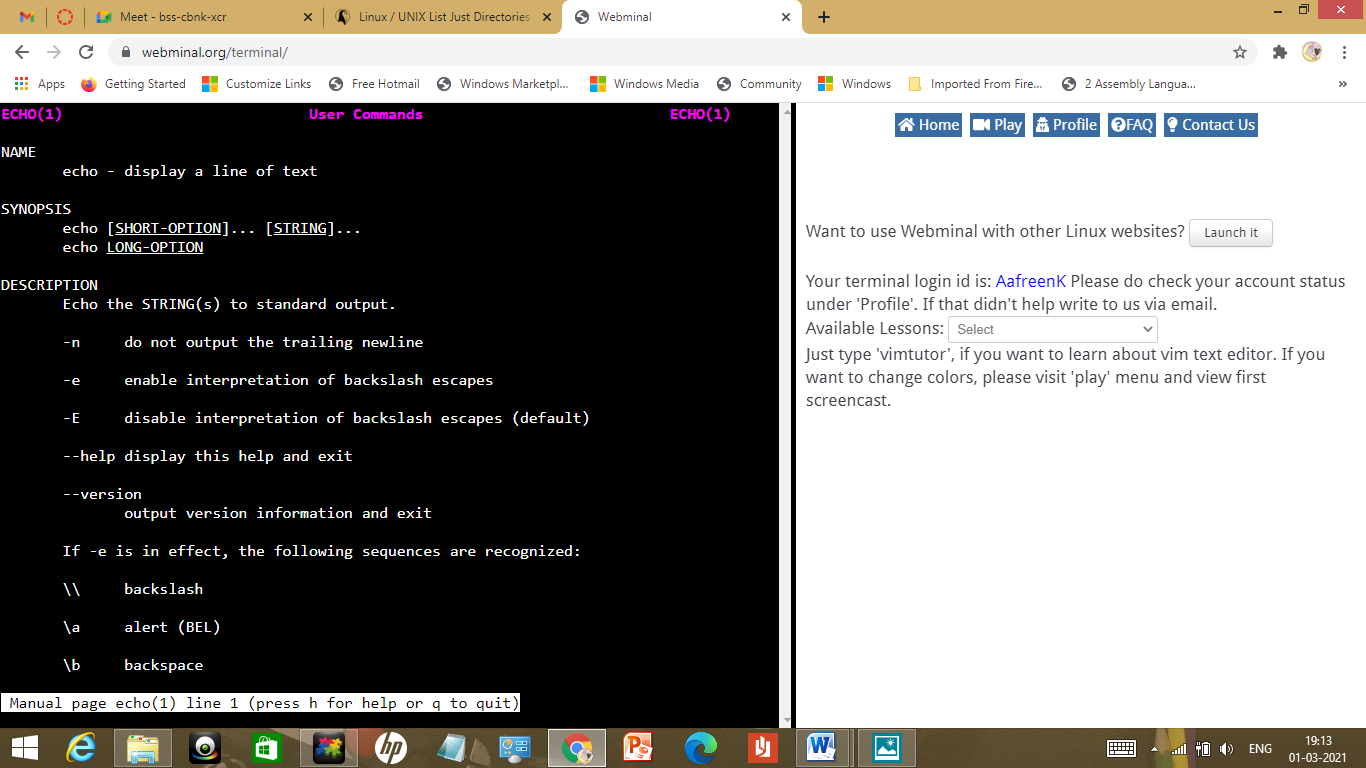 Meet - bss-cbnk-xcr
Linux / UNIX List Just Directories
Webminal
webminal.org/terminal/
Apps
Getting Started
Customize Links
Free Hotmail
Windows Marketpl...
Windows Media
Community
Windows
Imported From Fire...
2 Assembly Langua...
»
ECHO(1) User Commands ECHO(1)
NAME
echo - display a line of text
SYNOPSIS
echo [SHORT-OPTION]... [STRING]...
echo LONG-OPTION
DESCRIPTION
Echo the STRING(s) to standard output.
-n do not output the trailing newline
-e enable interpretation of backslash escapes
-E disable interpretation of backslash escapes (default)
--help display this help and exit
--version
output version information and exit
If -e is in effect, the following sequences are recognized:
\\ backslash
\a alert (BEL)
\b backspace
Manual page echo(1) line 1 (press h for help or q to quit)
Home Play Profile FAQ Contact Us
Want to use Webminal with other Linux websites? Launch it
Your terminal login id is: AafreenK Please do check your account status
under 'Profile'. If that didn't help write to us via email.
Available Lessons: Select
Just type 'vimtutor', if you want to learn about vim text editor. If you
want to change colors, please visit 'play' menu and view first
screencast.
ENG
19:13
01-03-2021